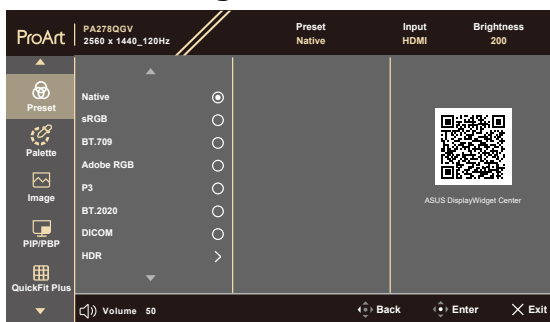 ProArt
PA278QGV
2560 x 1440_120Hz
Preset
Native
Input
HDMI
Brightness
200
Preset
Palette
Image
PIP/PBP
QuickFit Plus
Native
sRGB
BT.709
Adobe RGB
P3
BT.2020
DICOM
HDR
ASUS DisplayWidget Center
Volume 50
Back
Enter
Exit